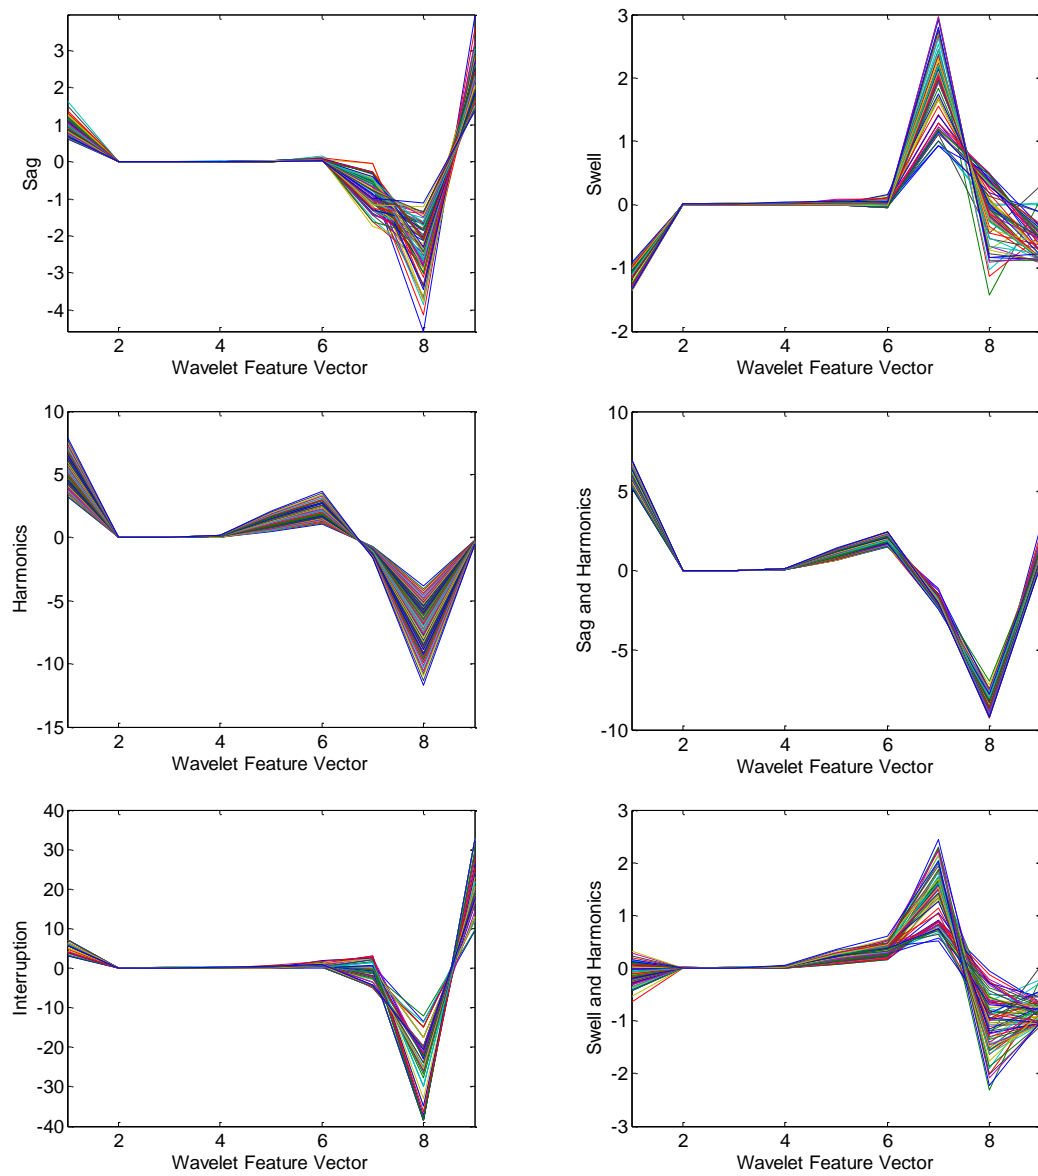 3
2
1
0
-1
-2
-3
-4
2 4 6 8
Sag
Wavelet Feature Vector
3
2
1
0
-1
-2
2 4 6 8
Swell
Wavelet Feature Vector
10
5
0
-5
-10
-15
2 4 6 8
Harmonics
Wavelet Feature Vector
10
5
0
-5
-10
2 4 6 8
Sag and Harmonics
Wavelet Feature Vector
40
30
20
10
0
-10
-20
-30
-40
2 4 6 8
Interruption
Wavelet Feature Vector
3
2
1
0
-1
-2
-3
2 4 6 8
Swell and Harmonics
Wavelet Feature Vector